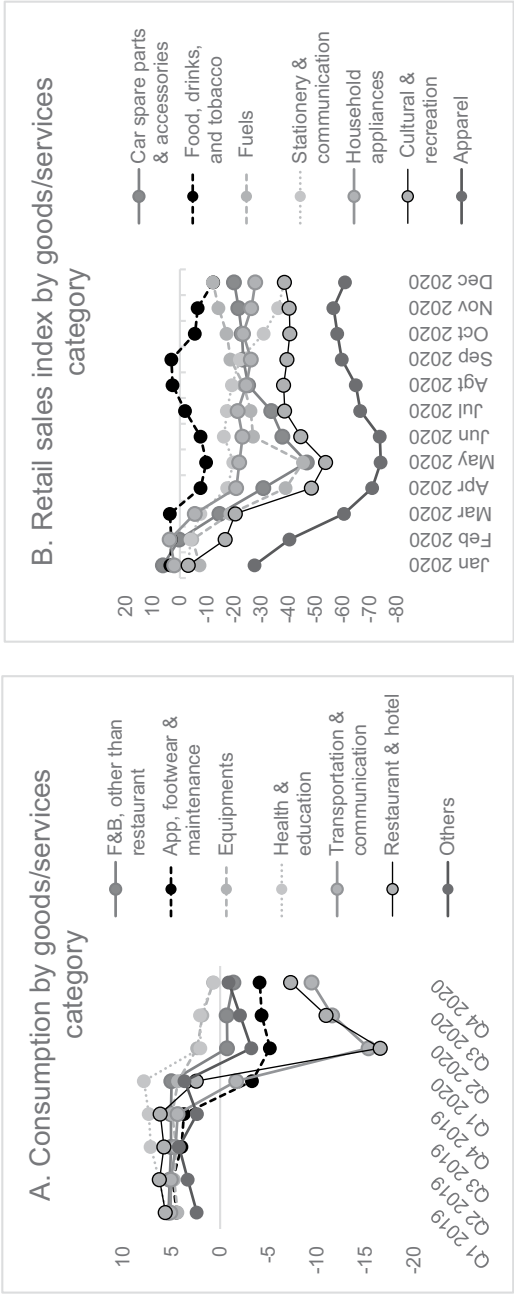 A. Consumption by goods/services
category
10
5
0
-5
-10
-15
-20
Q1 2019
Q2 2019
Q3 2019
Q4 2019
Q1 2020
Q2 2020
Q3 2020
Q4 2020
F&B, other than
restaurant
App, footwear &
maintenance
Equipments
Health &
education
Transportation &
communication
Restaurant & hotel
Others
B. Retail sales index by goods/services
category
20
10
0
-10
-20
-30
-40
-50
-60
-70
-80
Jan 2020
Feb 2020
Mar 2020
Apr 2020
May 2020
Jun 2020
Jul 2020
Agt 2020
Sep 2020
Oct 2020
Nov 2020
Dec 2020
Car spare parts
& accessories
Food, drinks,
and tobacco
Fuels
Stationery &
communication
Household
appliances
Cultural &
recreation
Apparel